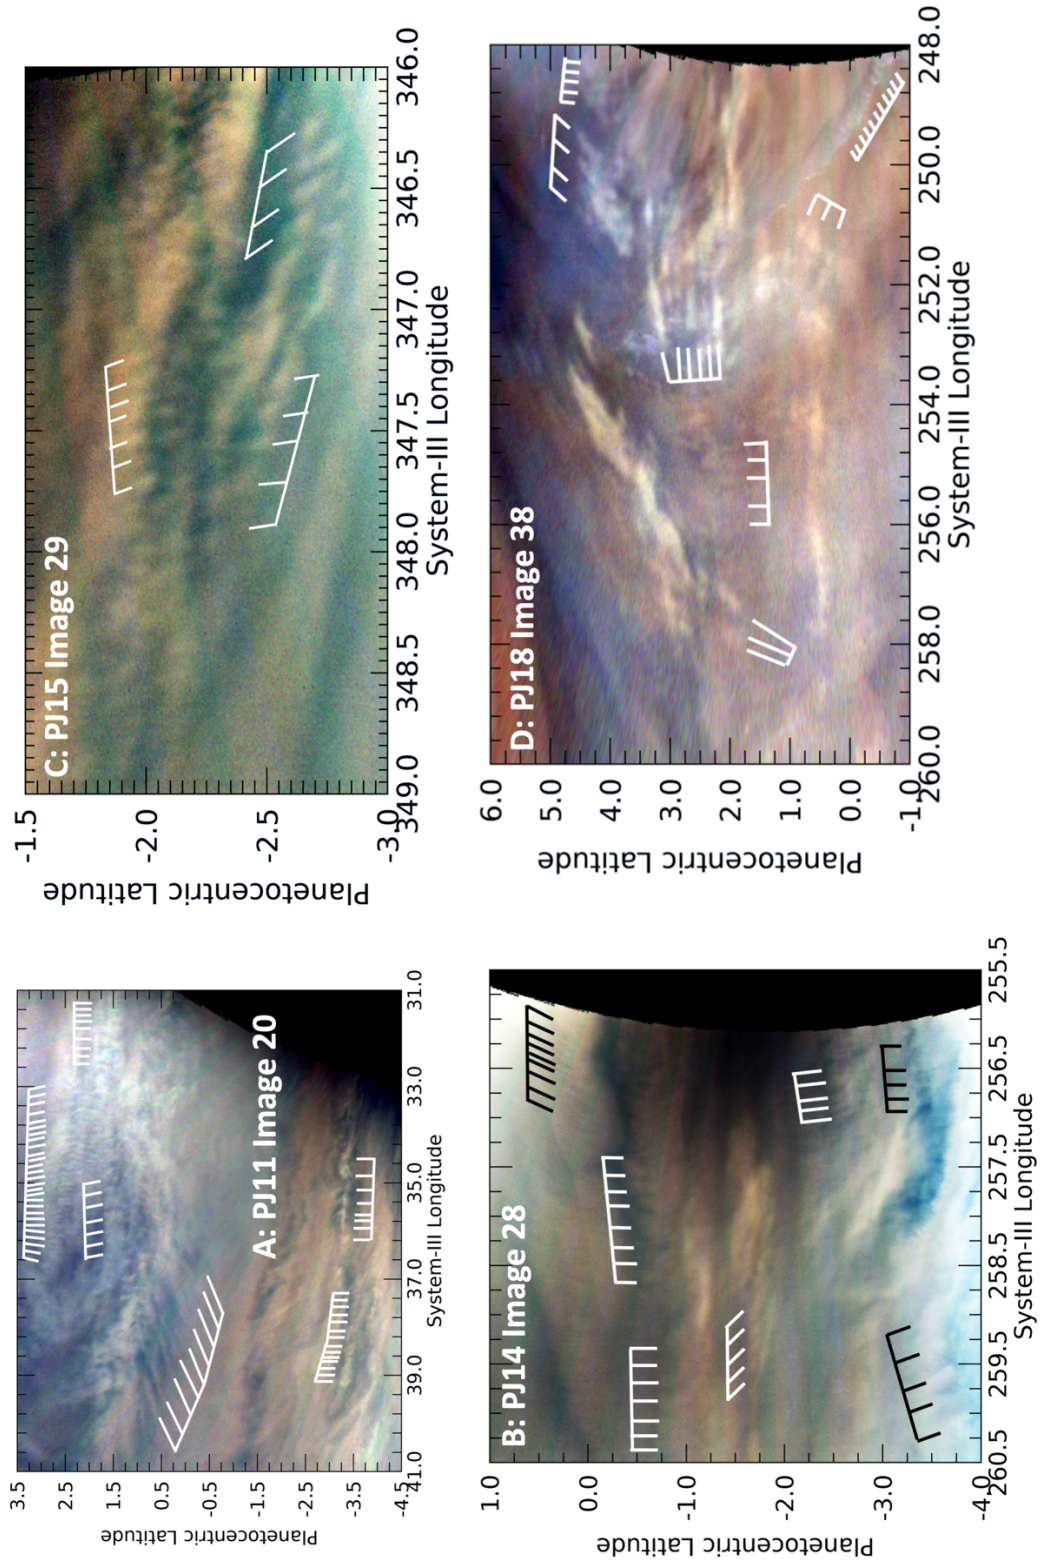 A: PJ11 Image 20
Planetocentric Latitude
3.5
2.5
1.5
0.5
-0.5
-1.5
-2.5
-3.5
-4.5
41.0 39.0 37.0 35.0 33.0 31.0
System-III Longitude
C: PJ15 Image 29
Planetocentric Latitude
-1.5
-2.0
-2.5
-3.0
349.0 348.5 348.0 347.5 347.0 346.5 346.0
System-III Longitude
B: PJ14 Image 28
Planetocentric Latitude
1.0
0.0
-1.0
-2.0
-3.0
-4.0
260.5 259.5 258.5 257.5 256.5 255.5
System-III Longitude
D: PJ18 Image 38
Planetocentric Latitude
6.0
5.0
4.0
3.0
2.0
1.0
0.0
-1.0
260.0 258.0 256.0 254.0 252.0 250.0 248.0
System-III Longitude